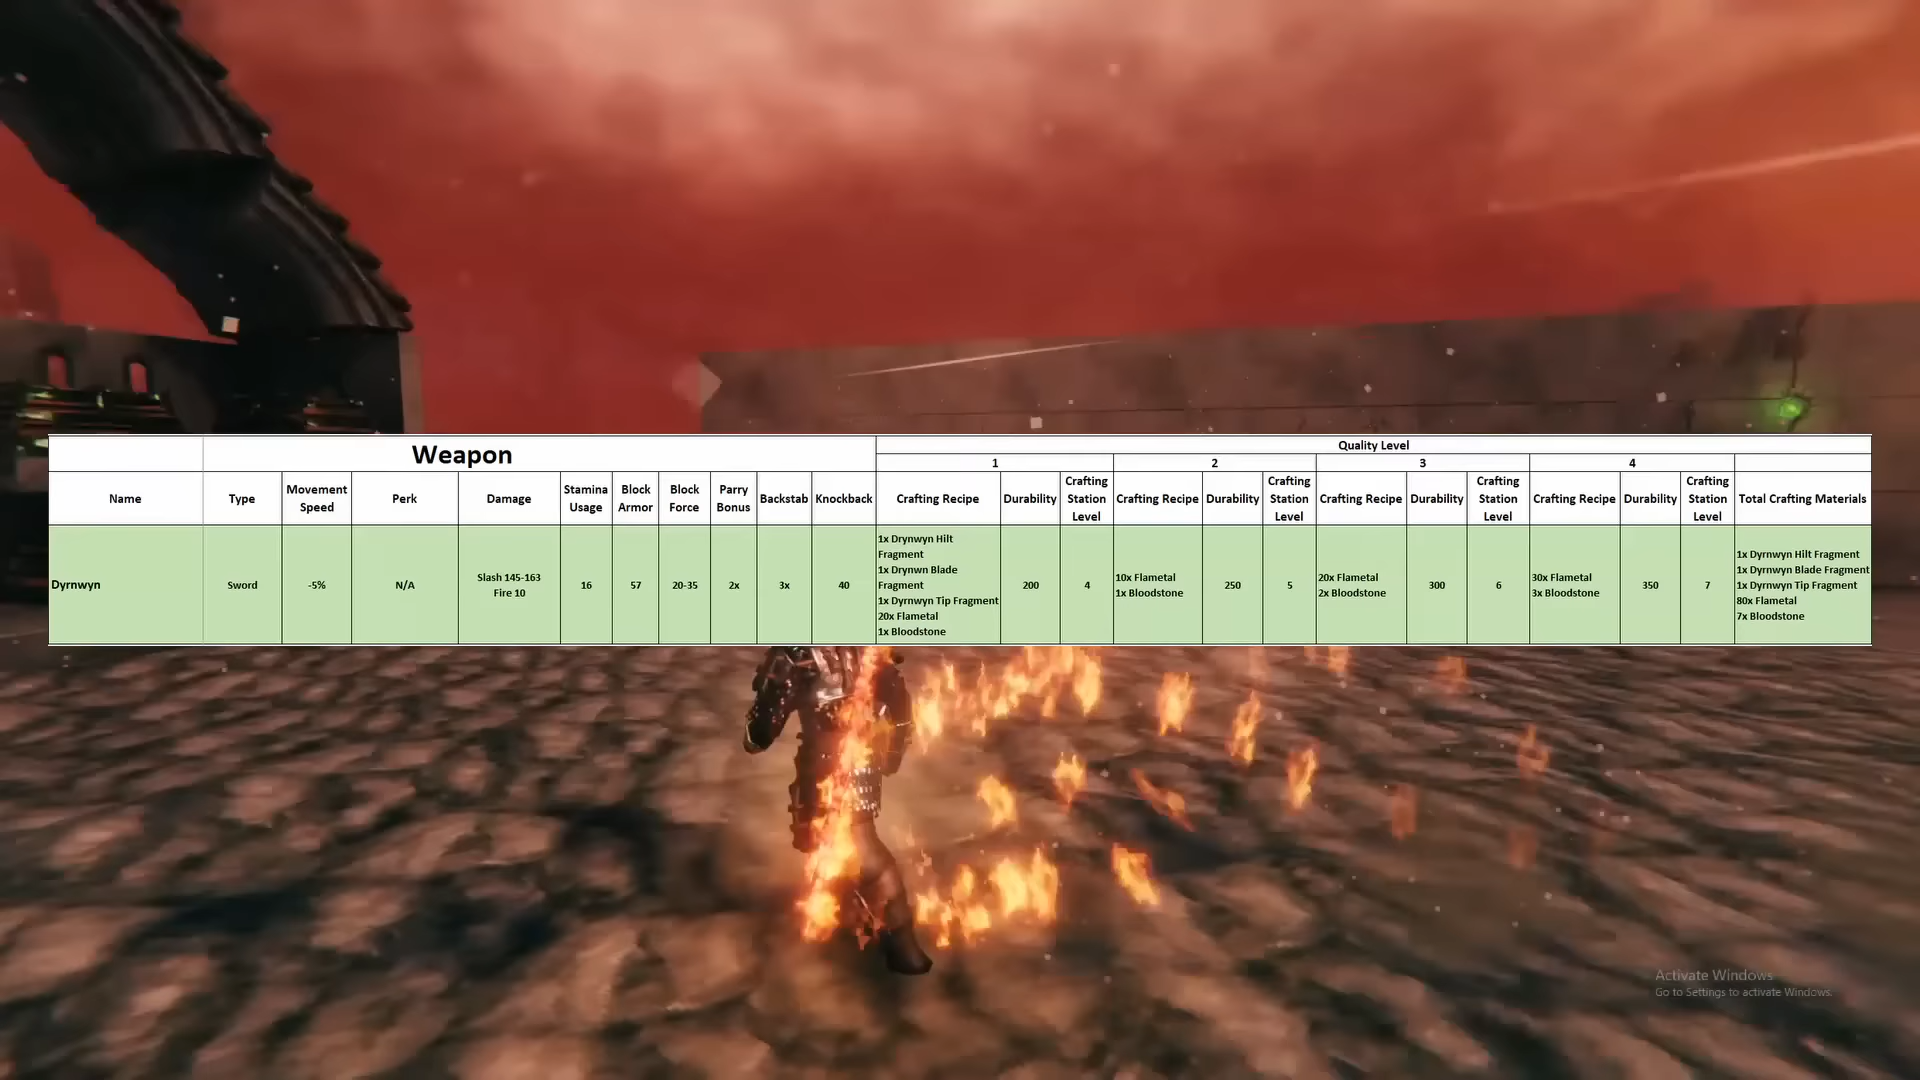 Weapon
Quality Level
1
2
3
4
Name
Type
Movement
Speed
Perk
Damage
Stamina
Usage
Block
Armor
Block
Force
Parry
Bonus
Backstab
Knockback
Crafting Recipe
Durability
Crafting
Station
Level
Crafting Recipe
Durability
Crafting
Station
Level
Crafting Recipe
Durability
Crafting
Station
Level
Crafting Recipe
Durability
Crafting
Station
Level
Total Crafting Materials
Dyrnwyn
Sword
-5%
N/A
Slash 145-163
Fire 10
16
57
20-35
2x
3x
40
1x Drynwyn Hilt
Fragment
1x Drynwn Blade
Fragment
1x Dyrnwyn Tip Fragment
20x Flametal
1x Bloodstone
200
4
10x Flametal
1x Bloodstone
250
5
20x Flametal
2x Bloodstone
300
6
30x Flametal
3x Bloodstone
350
7
1x Dyrnwyn Hilt Fragment
1x Dyrnwyn Blade Fragment
1x Dyrnwyn Tip Fragment
80x Flametal
7x Bloodstone
Activate Windows
Go to Settings to activate Windows.